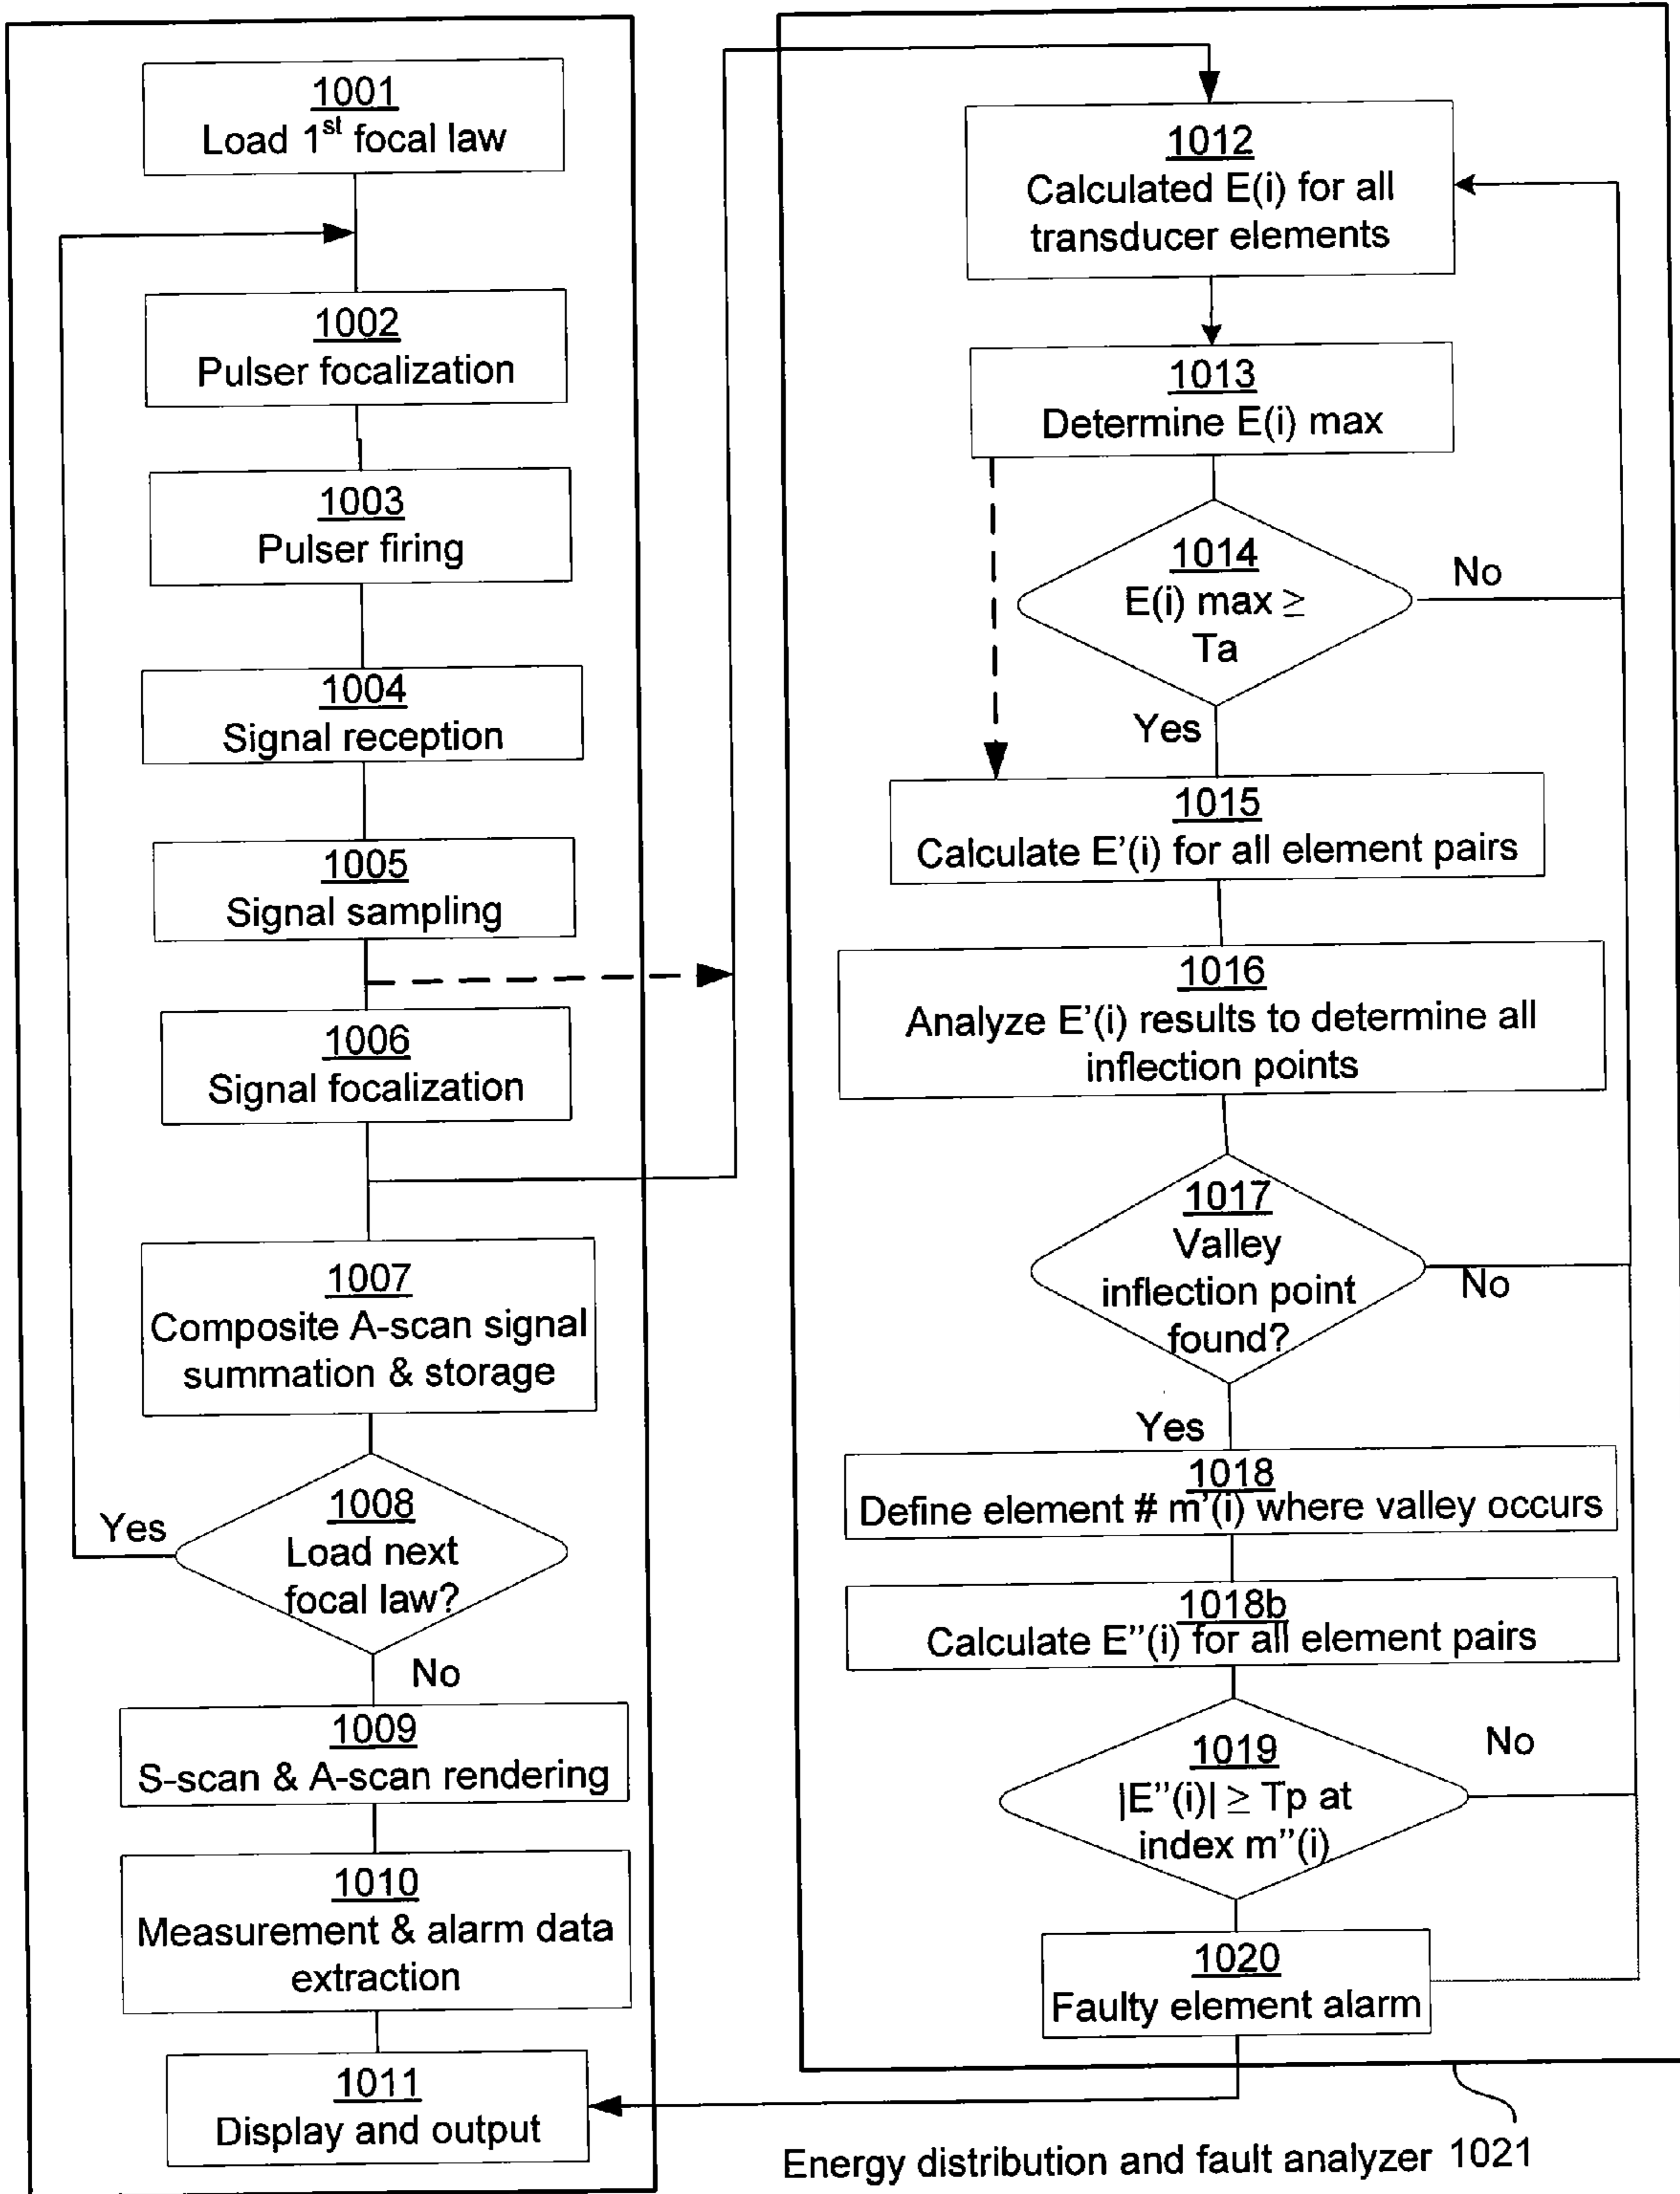 1001
Load 1st focal law
1002
Pulser focalization
1003
Pulser firing
1004
Signal reception
1005
Signal sampling
1006
Signal focalization
1007
Composite A-scan signal
summation & storage
1008
Load next
focal law?
Yes
No
1009
S-scan & A-scan rendering
1010
Measurement & alarm data
extraction
1011
Display and output
1012
Calculated E(i) for all
transducer elements
1013
Determine E(i) max
1014
E(i) max ≥
Ta
No
Yes
1015
Calculate E'(i) for all element pairs
1016
Analyze E'(i) results to determine all
inflection points
1017
Valley
inflection point
found?
No
Yes
1018
Define element # m'(i) where valley occurs
1018b
Calculate E''(i) for all element pairs
1019
|E''(i)| ≥ Tp at
index m''(i)
No
1020
Faulty element alarm
Energy distribution and fault analyzer 1021